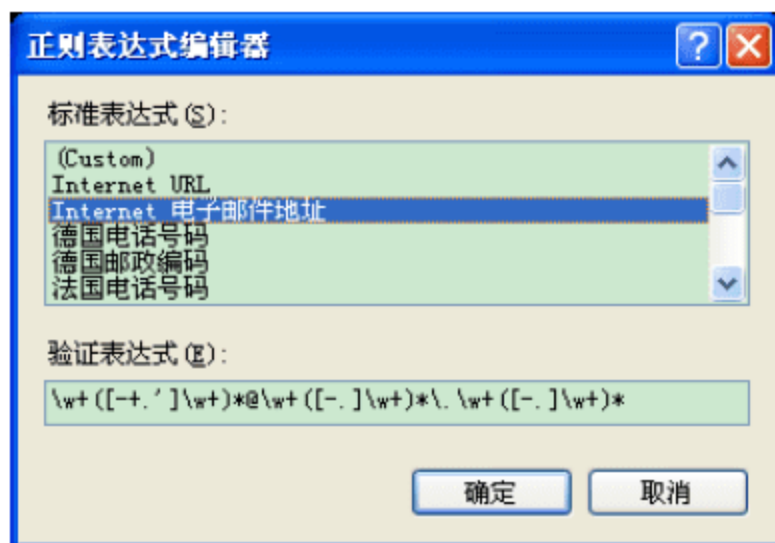 正则表达式编辑器
标准表达式(S):
(Custom)
Internet URL
Internet 电子邮件地址
德国电话号码
德国邮政编码
法国电话号码
验证表达式(E):
\w+([-+.']\w+)*@\w+([-.]\w+)*\.\w+([-.]\w+)*
确定
取消